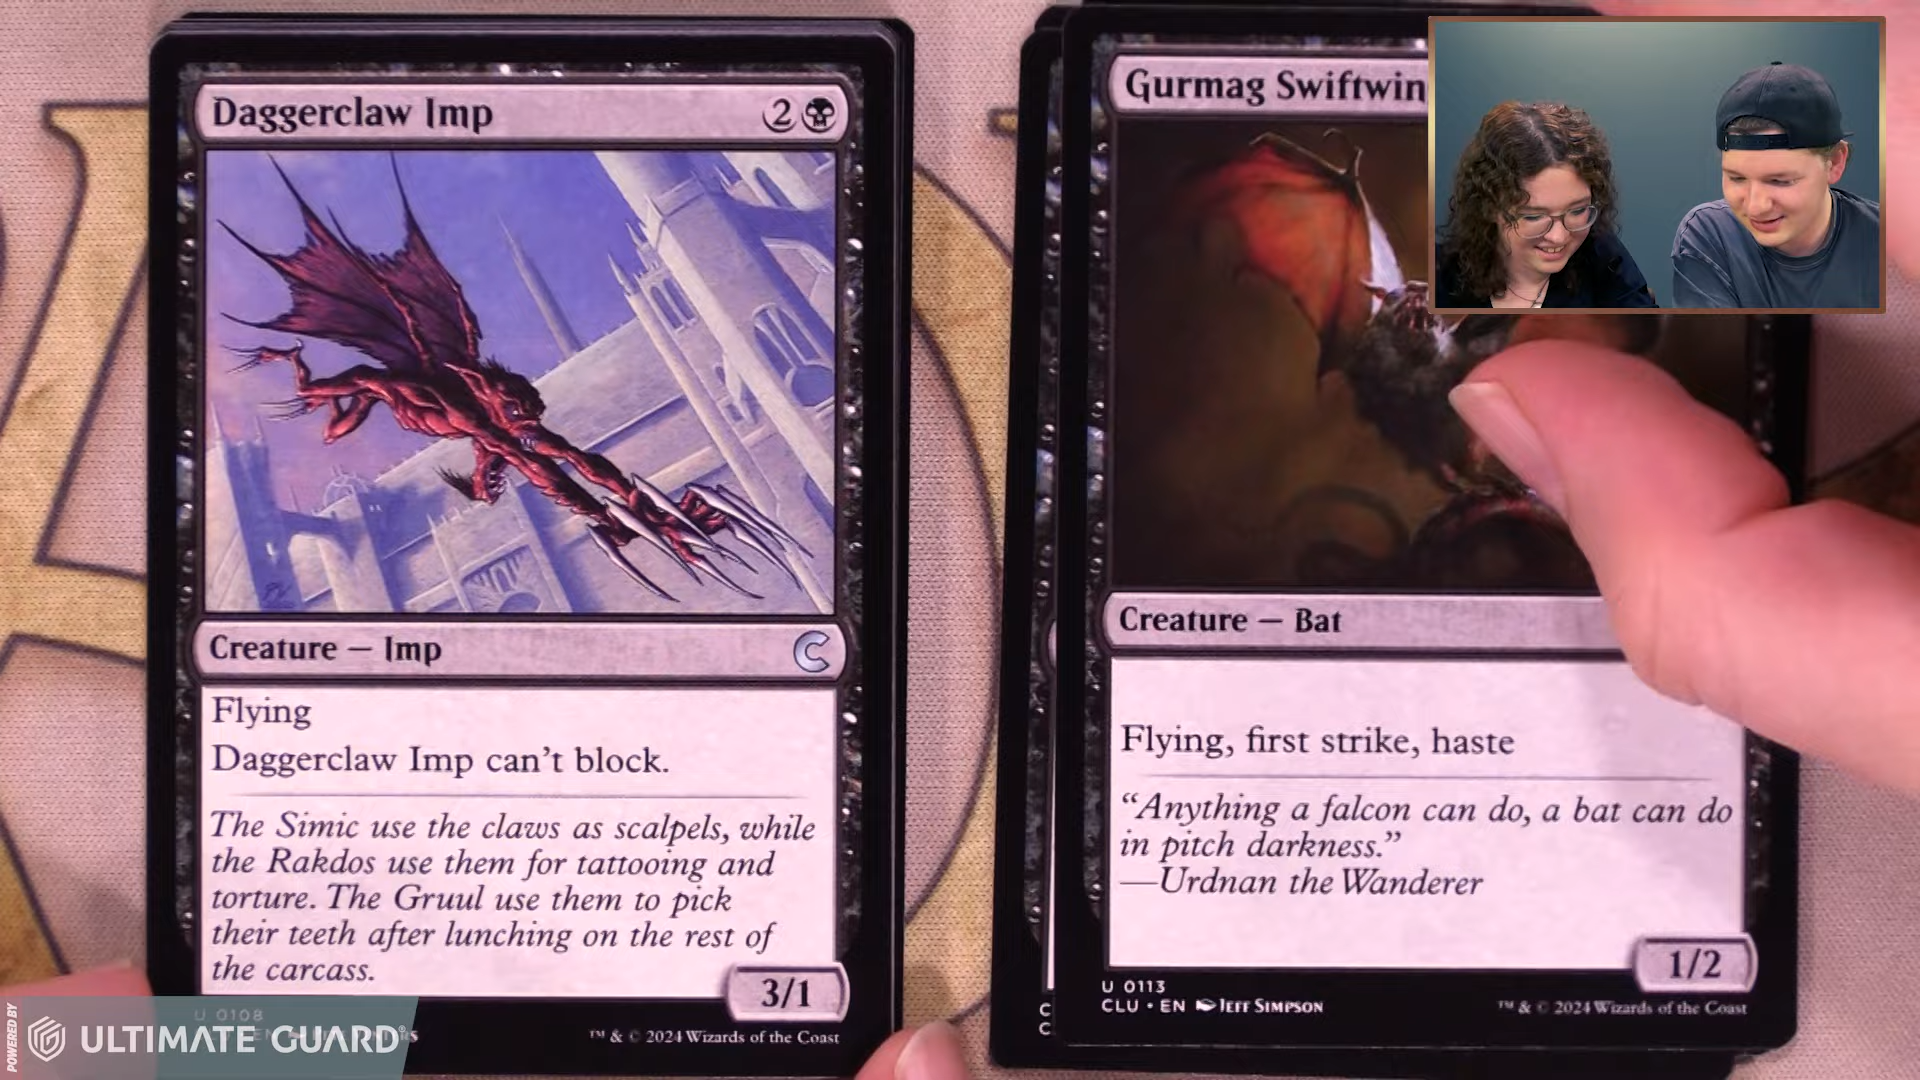 Daggerclaw Imp 2
Creature — Imp
Flying
Daggerclaw Imp can't block.
The Simic use the claws as scalpels, while
the Rakdos use them for tattooing and
torture. The Gruul use them to pick
their teeth after lunching on the rest of
the carcass.
3/1
U 0108
™ & © 2024 Wizards of the Coast
Gurmag Swiftwin
Creature — Bat
Flying, first strike, haste
“Anything a falcon can do, a bat can do
in pitch darkness.”
—Urdnan the Wanderer
1/2
U 0113
CLU • EN JEFF SIMPSON
™ & © 2024 Wizards of the Coast
POWERED BY
ULTIMATE GUARD